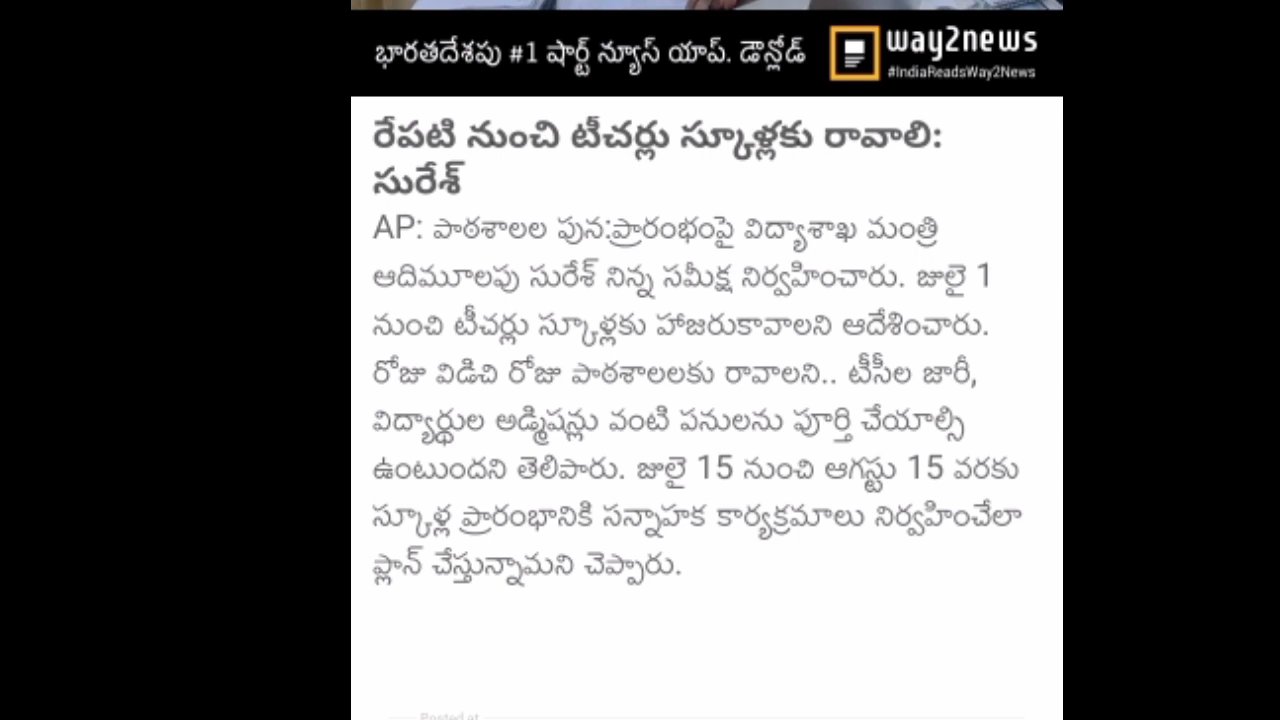 భారతదేశపు #1 షార్ట్ న్యూస్ యాప్. డౌన్లోడ్
way2news
#IndiaReadsWay2News
రేపటి నుంచి టీచర్లు స్కూళ్లకు రావాలి:
సురేశ్
AP: పాఠశాలల పున:ప్రారంభంపై విద్యాశాఖ మంత్రి
ఆదిమూలపు సురేశ్ నిన్న సమీక్ష నిర్వహించారు. జులై 1
నుంచి టీచర్లు స్కూళ్లకు హాజరుకావాలని ఆదేశించారు.
రోజు విడిచి రోజు పాఠశాలలకు రావాలని.. టీసీల జారీ,
విద్యార్థుల అడ్మిషన్లు వంటి పనులను పూర్తి చేయాల్సి
ఉంటుందని తెలిపారు. జులై 15 నుంచి ఆగస్టు 15 వరకు
స్కూళ్ల ప్రారంభానికి సన్నాహక కార్యక్రమాలు నిర్వహించేలా
ప్లాన్ చేస్తున్నామని చెప్పారు.
Posted at